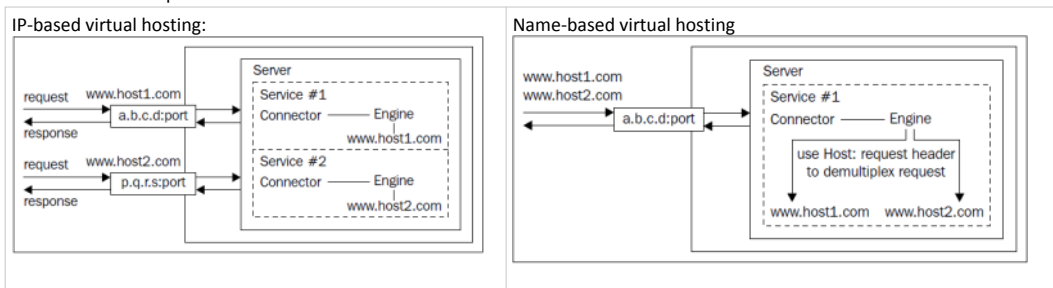 IP-based virtual hosting:
Server
Service #1
request www.host1.com
Connector Engine
a.b.c.d:port
response
www.host1.com
request www.host2.com
Service #2
Connector Engine
p.q.r.s:port
response
www.host2.com
Name-based virtual hosting
Server
www.host1.com
www.host2.com
Service #1
a.b.c.d:port
Connector Engine
use Host: request header
to demultiplex request
www.host1.com www.host2.com